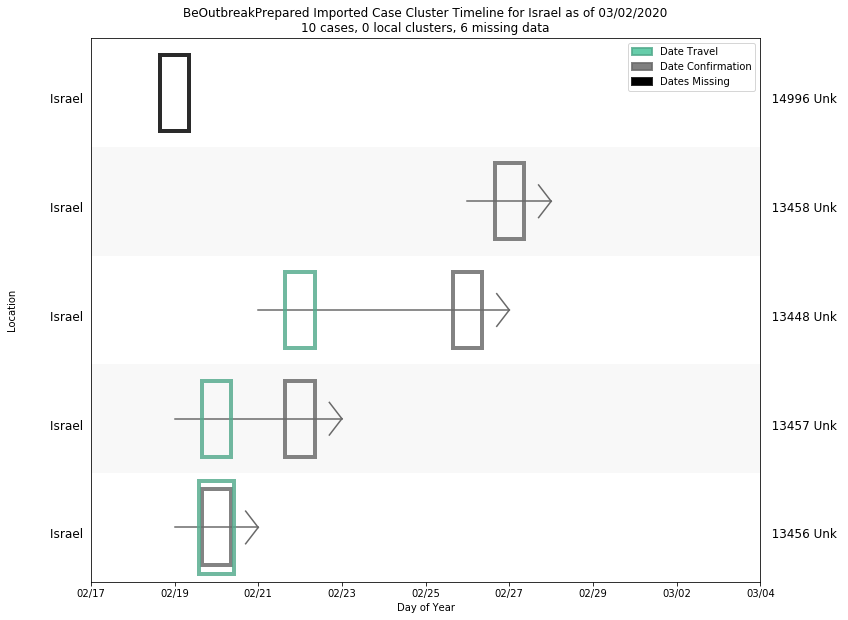 BeOutbreakPrepared Imported Case Cluster Timeline for Israel as of 03/02/2020
10 cases, 0 local clusters, 6 missing data
Date Travel
Date Confirmation
Dates Missing
Israel 14996 Unk
Israel 13458 Unk
Israel 13448 Unk
Israel 13457 Unk
Israel 13456 Unk
Location
02/17 02/19 02/21 02/23 02/25 02/27 02/29 03/02 03/04
Day of Year